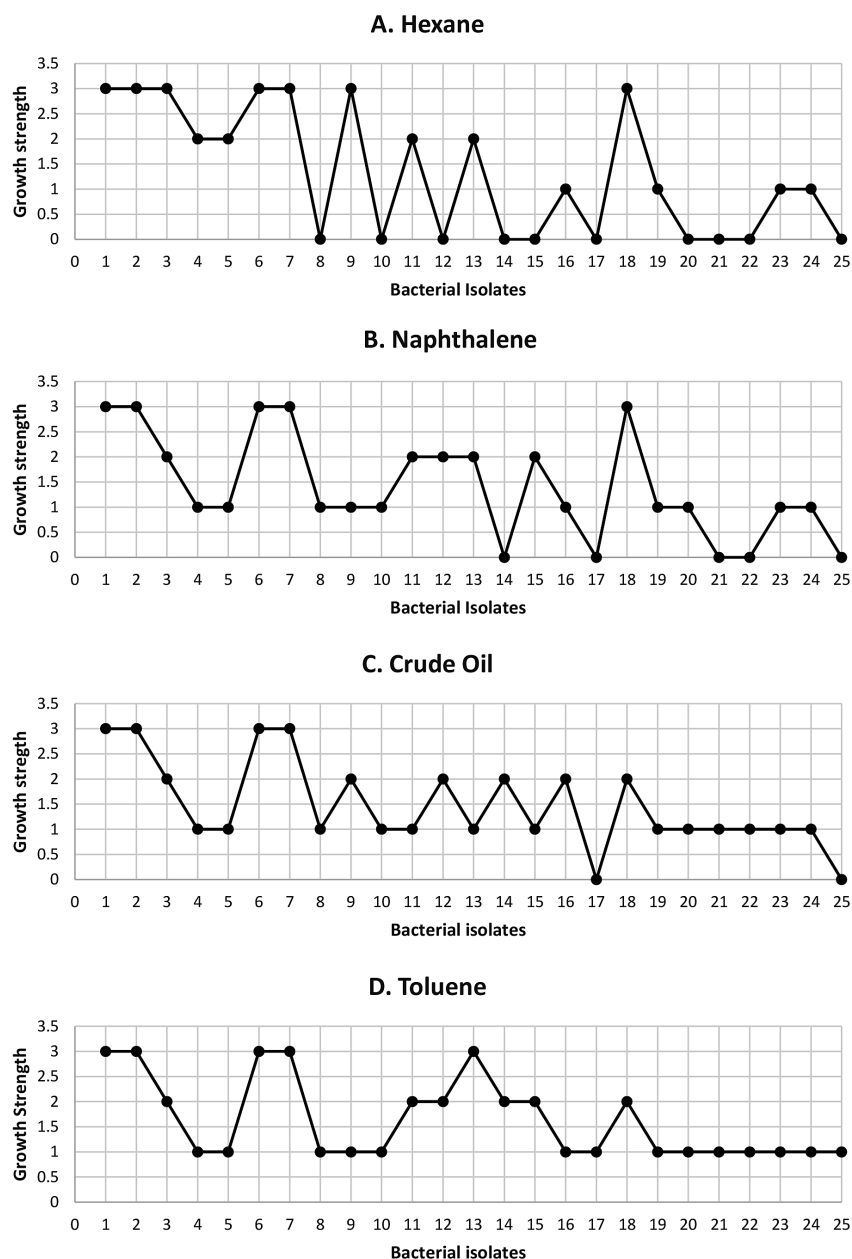 A. Hexane
3.5
3
2.5
2
1.5
1
0.5
0
Growth strength
0 1 2 3 4 5 6 7 8 9 10 11 12 13 14 15 16 17 18 19 20 21 22 23 24 25
Bacterial Isolates
B. Naphthalene
3.5
3
2.5
2
1.5
1
0.5
0
Growth strength
0 1 2 3 4 5 6 7 8 9 10 11 12 13 14 15 16 17 18 19 20 21 22 23 24 25
Bacterial Isolates
C. Crude Oil
3.5
3
2.5
2
1.5
1
0.5
0
Growth stregth
0 1 2 3 4 5 6 7 8 9 10 11 12 13 14 15 16 17 18 19 20 21 22 23 24 25
Bacterial isolates
D. Toluene
3.5
3
2.5
2
1.5
1
0.5
0
Growth Strength
0 1 2 3 4 5 6 7 8 9 10 11 12 13 14 15 16 17 18 19 20 21 22 23 24 25
Bacterial isolates